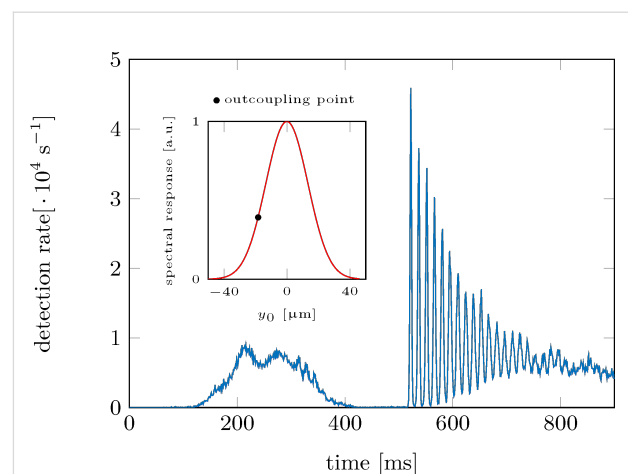 5
4
3
2
1
0
detection rate[ · 10⁴ s⁻¹]
outcoupling point
1
0
spectral response [a.u.]
−40 0 40
y₀ [µm]
0 200 400 600 800
time [ms]